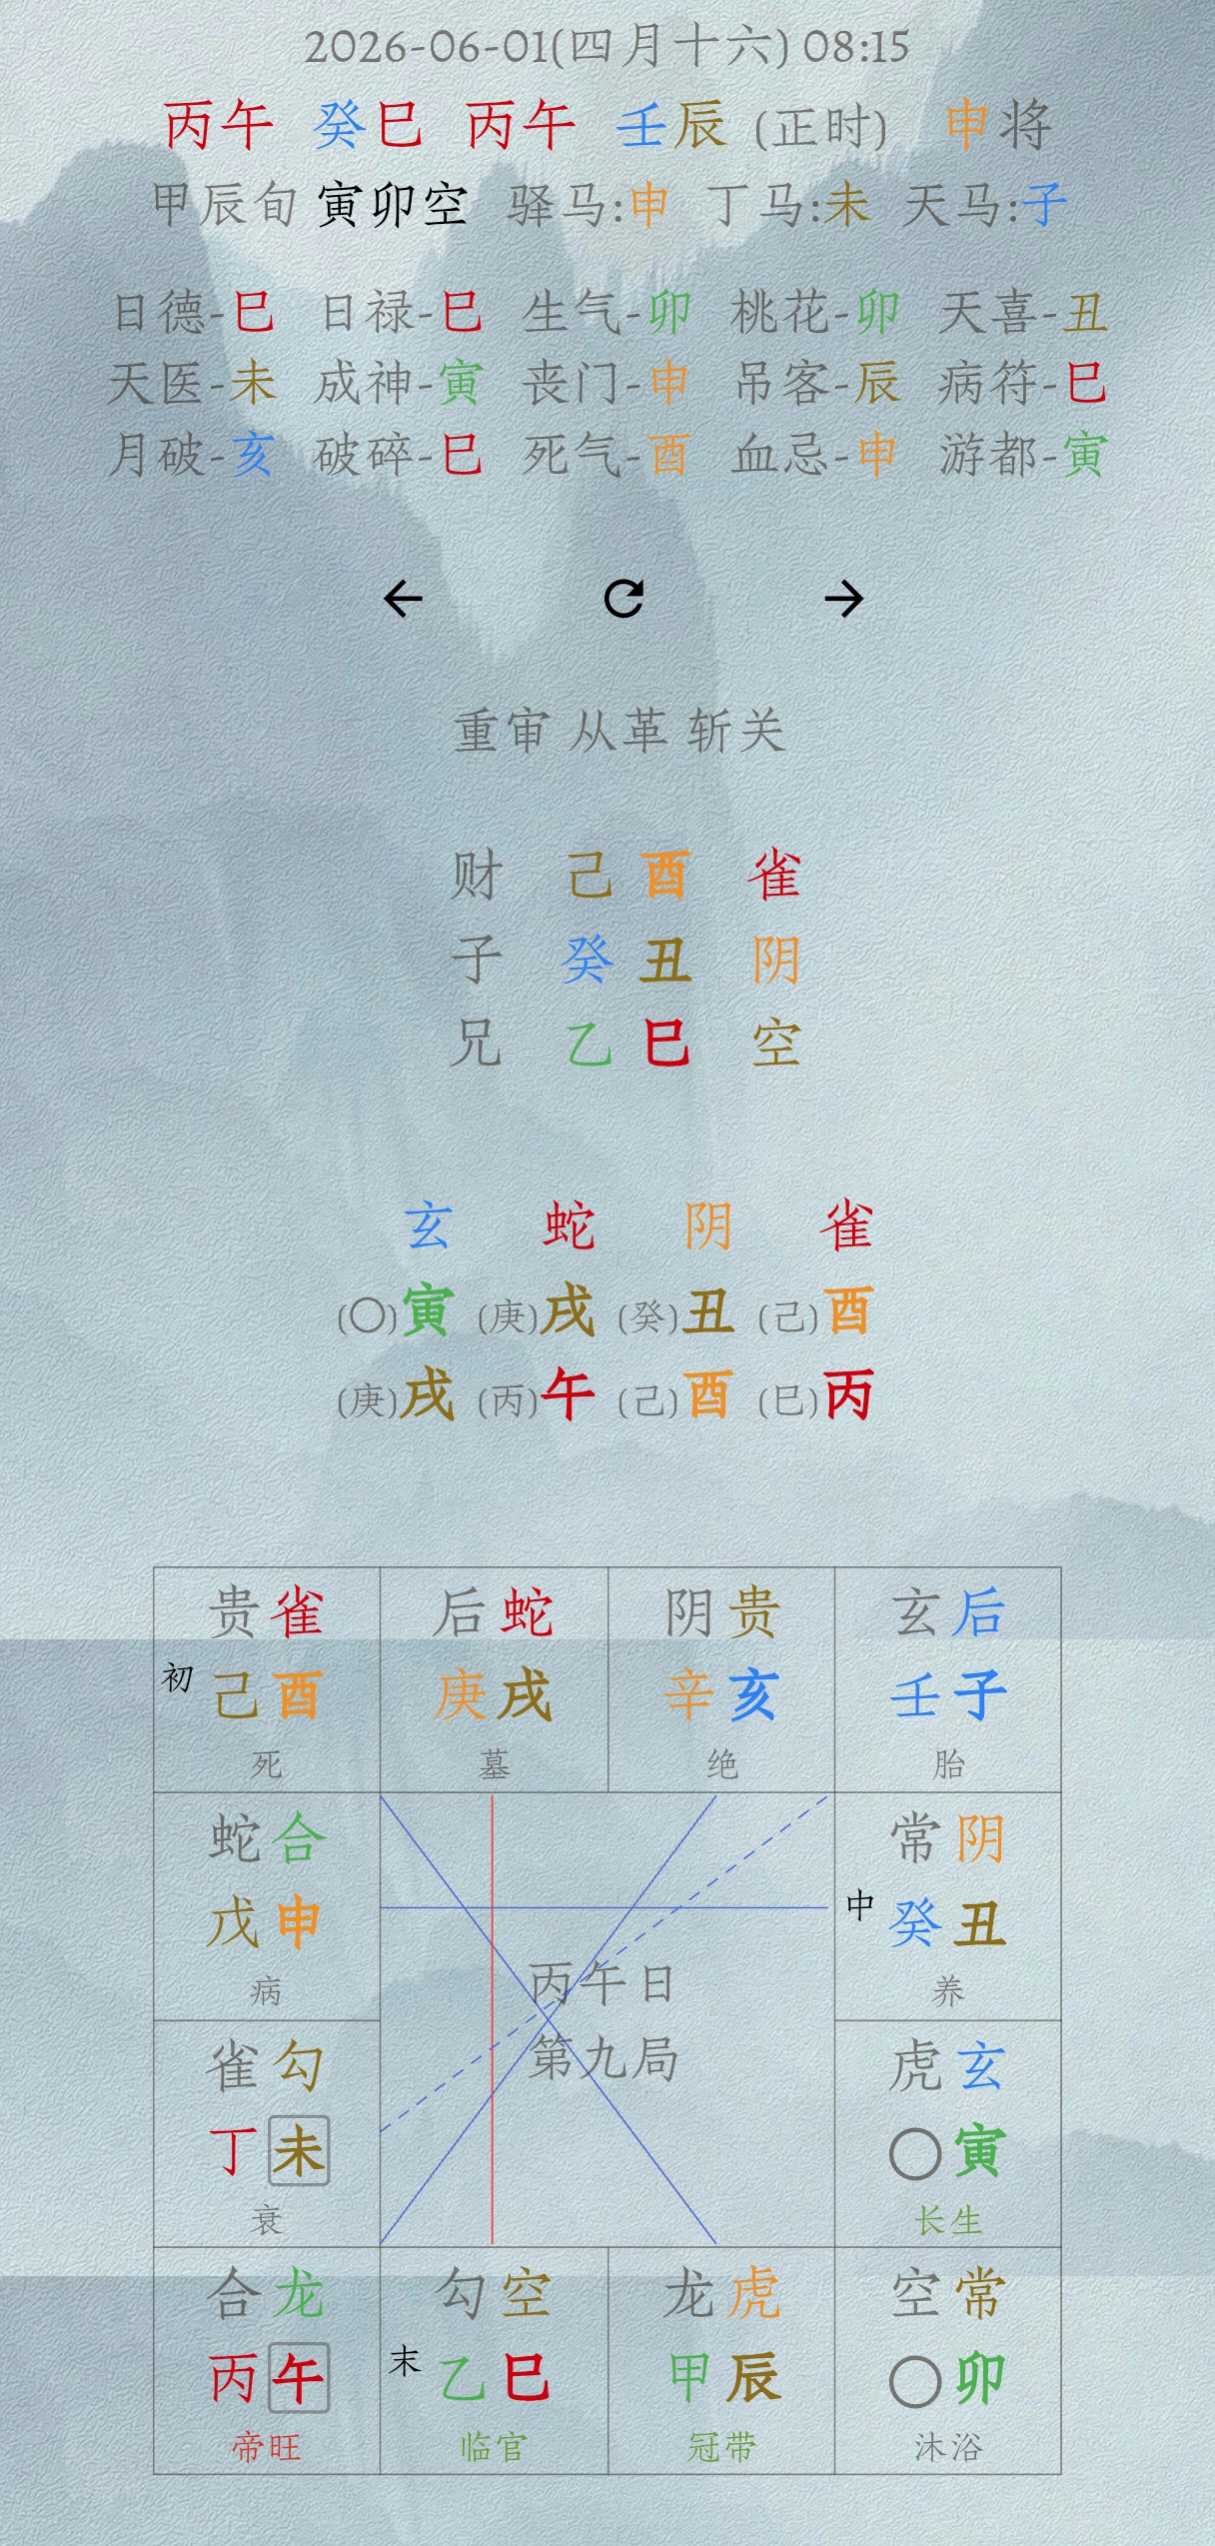 2026-06-01(四月十六) 08:15
丙午 癸巳 丙午 壬辰 (正时) 申将
甲辰旬 寅卯空 驿马:申 丁马:未 天马:子
日德-巳 日禄-巳 生气-卯 桃花-卯 天喜-丑
天医-未 成神-寅 丧门-申 吊客-辰 病符-巳
月破-亥 破碎-巳 死气-酉 血忌-申 游都-寅
重审 从革 斩关
财 己 酉 雀
子 癸 丑 阴
兄 乙 巳 空
玄 蛇 阴 雀
(〇)寅 (庚)戌 (癸)丑 (己)酉
(庚)戌 (丙)午 (己)酉 (巳)丙
贵雀 后蛇 阴贵 玄后
初 己酉 庚戌 辛亥 壬子
死 墓 绝 胎
蛇合 常阴
戊申 中 癸丑
病 养
丙午日
第九局
雀勾 虎玄
丁未 〇寅
衰 长生
合龙 勾空 龙虎 空常
丙午 末 乙巳 甲辰 〇卯
帝旺 临官 冠带 沐浴